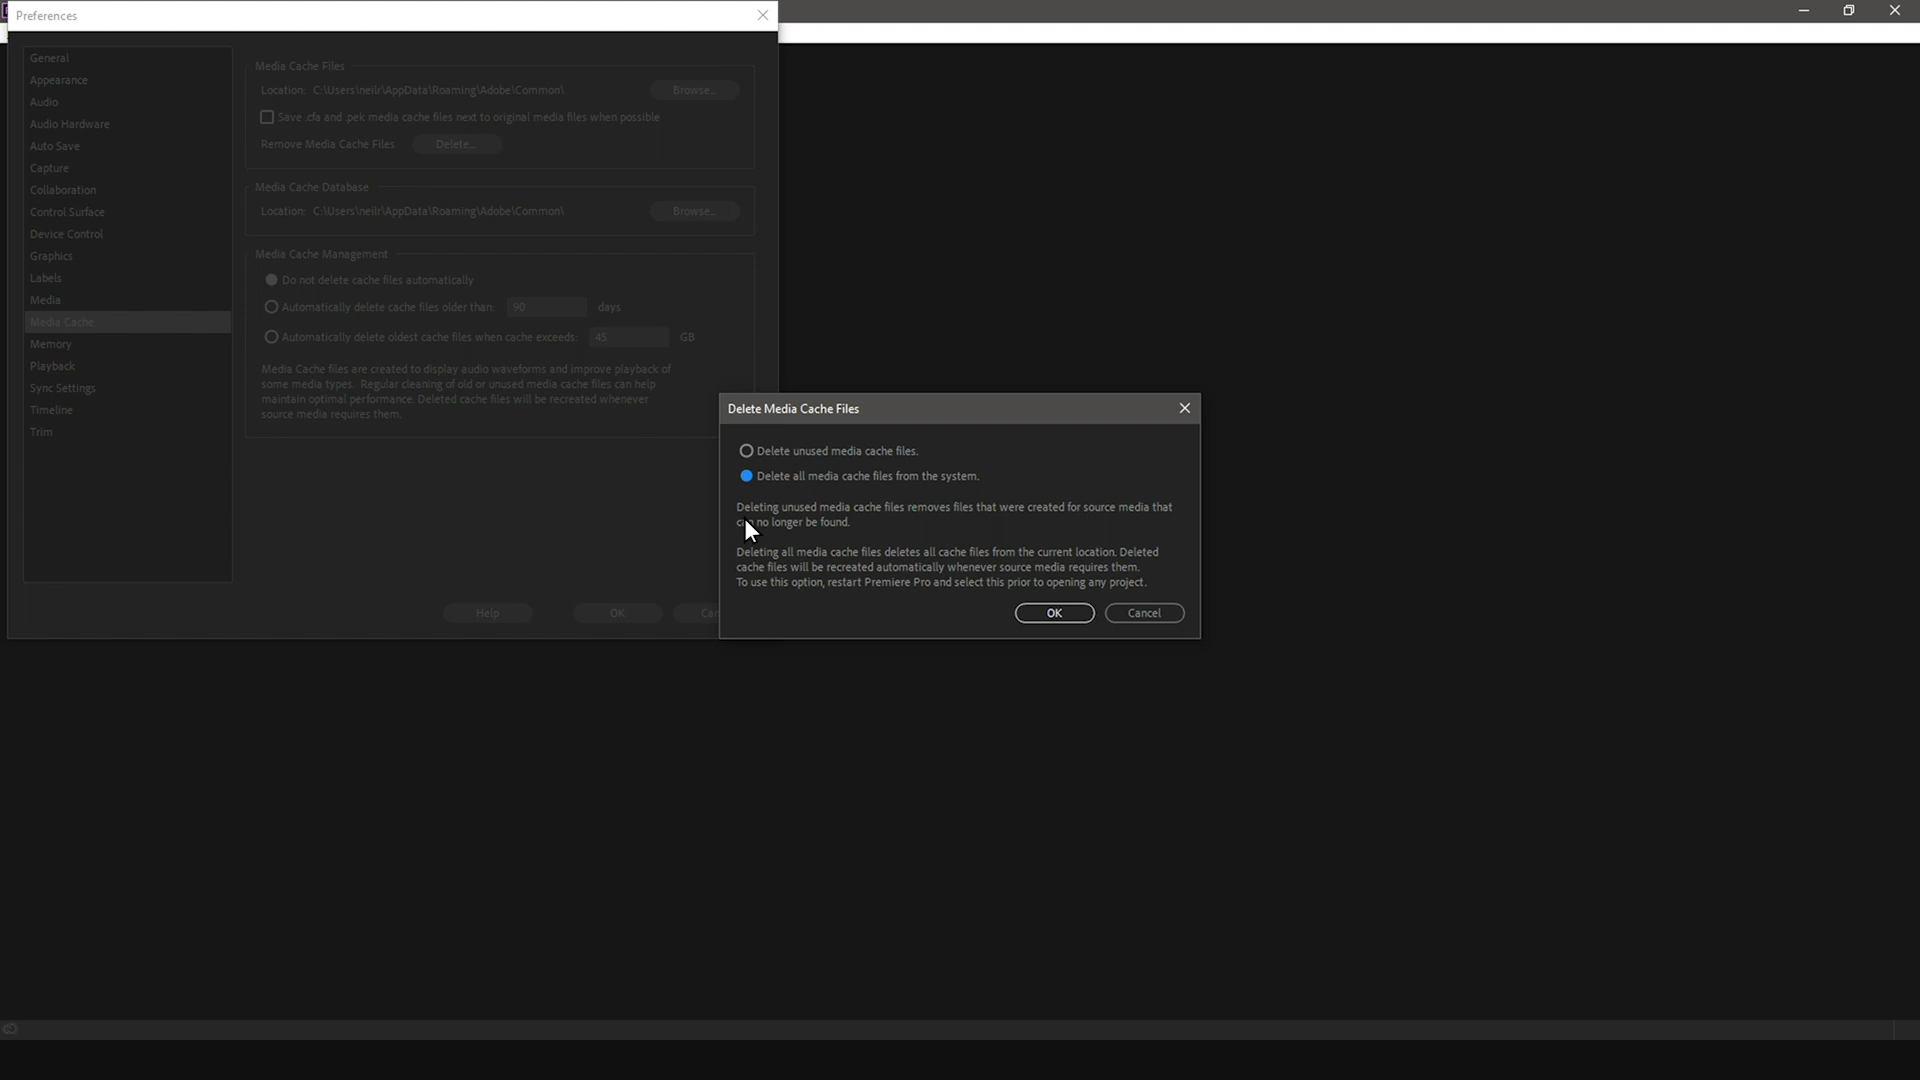 Preferences
General
Appearance
Audio
Audio Hardware
Auto Save
Capture
Collaboration
Control Surface
Device Control
Graphics
Labels
Media
Media Cache
Memory
Playback
Sync Settings
Timeline
Trim
Media Cache Files
Location: C:\Users\neilr\AppData\Roaming\Adobe\Common\ Browse...
Save .cfa and .pek media cache files next to original media files when possible
Remove Media Cache Files Delete...
Media Cache Database
Location: C:\Users\neilr\AppData\Roaming\Adobe\Common\ Browse...
Media Cache Management
Do not delete cache files automatically
Automatically delete cache files older than: 90 days
Automatically delete oldest cache files when cache exceeds: 45 GB
Media Cache files are created to display audio waveforms and improve playback of
some media types. Regular cleaning of old or unused media cache files can help
maintain optimal performance. Deleted cache files will be recreated whenever
source media requires them.
Help OK
Delete Media Cache Files
Delete unused media cache files.
Delete all media cache files from the system.
Deleting unused media cache files removes files that were created for source media that
can no longer be found.
Deleting all media cache files deletes all cache files from the current location. Deleted
cache files will be recreated automatically whenever source media requires them.
To use this option, restart Premiere Pro and select this prior to opening any project.
OK Cancel